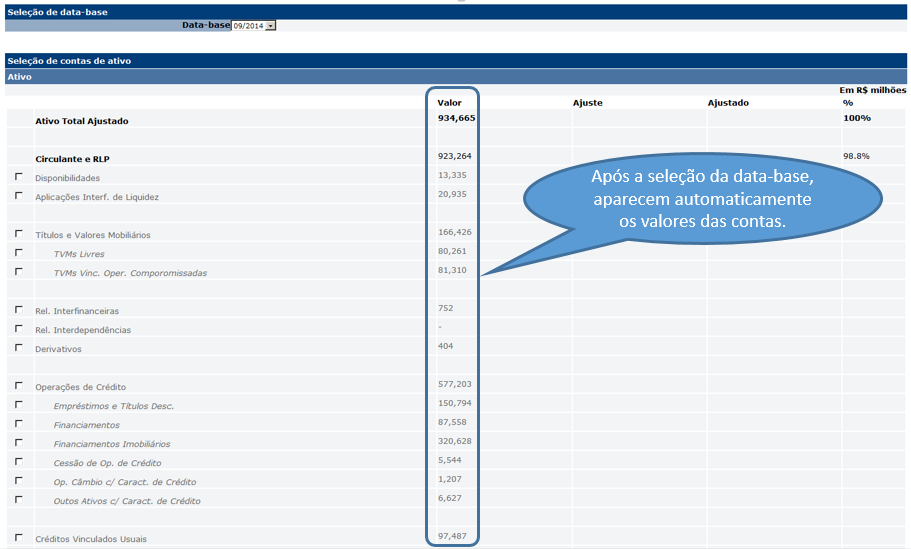 Seleção de data-base
Data-base 09/2014
Seleção de contas de ativo
Ativo
Em R$ milhões
Valor Ajuste Ajustado %
Ativo Total Ajustado 934,665 100%
Circulante e RLP 923,264 98.8%
Disponibilidades 13,335
Aplicações Interf. de Liquidez 20,935
Títulos e Valores Mobiliários 166,426
TVMs Livres 80,261
TVMs Vinc. Oper. Comporomissadas 81,310
Rel. Interfinanceiras 752
Rel. Interdependências -
Derivativos 404
Operações de Crédito 577,203
Empréstimos e Títulos Desc. 150,794
Financiamentos 87,558
Financiamentos Imobiliários 320,628
Cessão de Op. de Crédito 5,544
Op. Câmbio c/ Caract. de Crédito 1,207
Outos Ativos c/ Caract. de Crédito 6,627
Créditos Vinculados Usuais 97,487
Após a seleção da data-base,
aparecem automaticamente
os valores das contas.